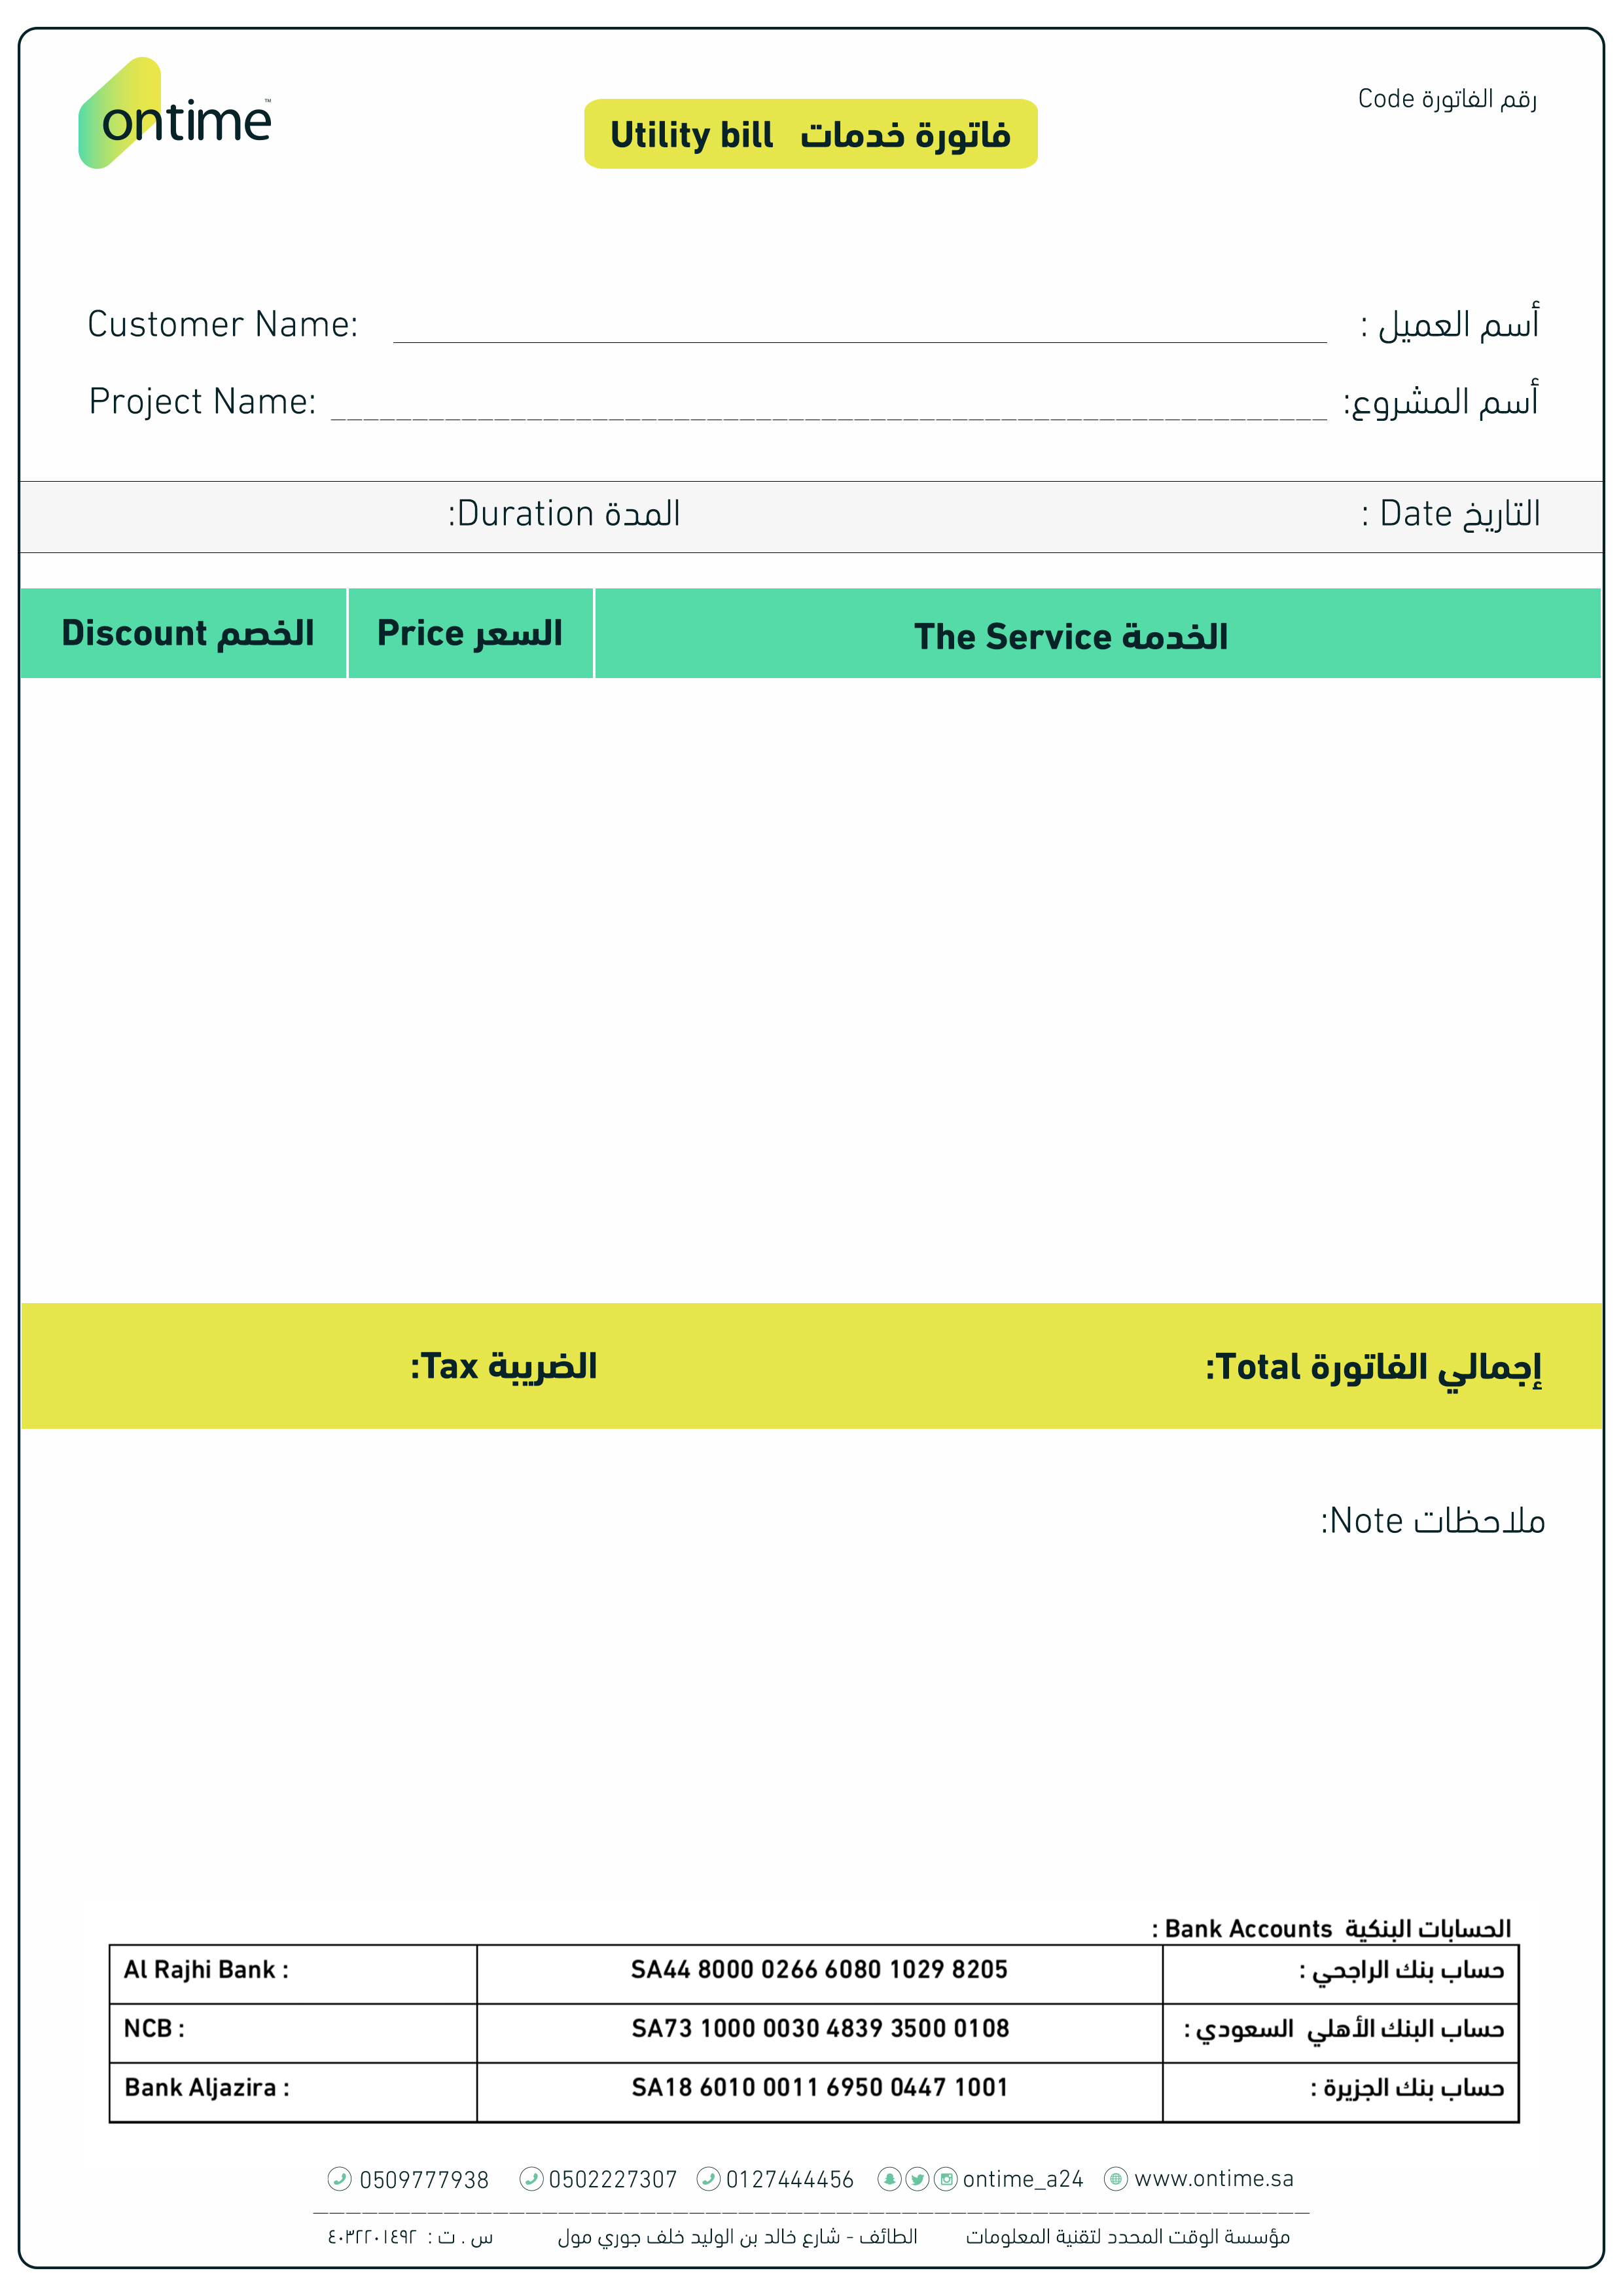 ontime™
رقم الفاتورة Code
فاتورة خدمات Utility bill
Customer Name: أسم العميل :
Project Name: أسم المشروع:
التاريخ Date : المدة Duration:
الخدمة The Service السعر Price الخصم Discount
إجمالي الفاتورة Total: الضريبة Tax:
ملاحظات Note:
الحسابات البنكية Bank Accounts :
Al Rajhi Bank : SA44 8000 0266 6080 1029 8205 حساب بنك الراجحي :
NCB : SA73 1000 0030 4839 3500 0108 حساب البنك الأهلي السعودي :
Bank Aljazira : SA18 6010 0011 6950 0447 1001 حساب بنك الجزيرة :
0509777938 0502227307 0127444456 ontime_a24 www.ontime.sa
مؤسسة الوقت المحدد لتقنية المعلومات الطائف - شارع خالد بن الوليد خلف جوري مول س . ت : ٤٠٣٢٢٠١٤٩٢